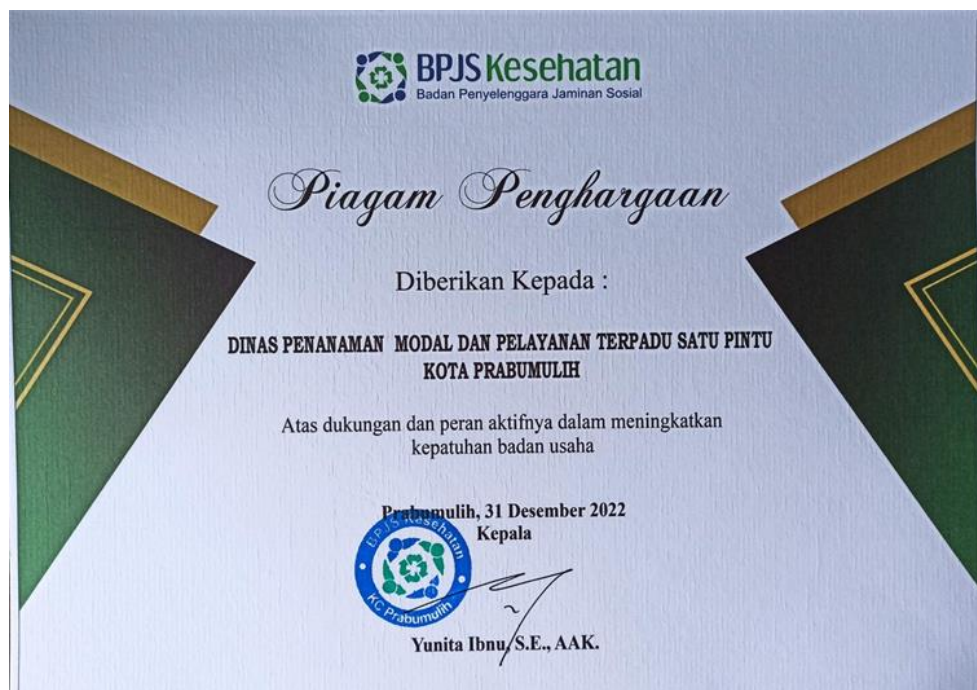 BPJS Kesehatan
Badan Penyelenggara Jaminan Sosial
Piagam Penghargaan
Diberikan Kepada :
DINAS PENANAMAN MODAL DAN PELAYANAN TERPADU SATU PINTU
KOTA PRABUMULIH
Atas dukungan dan peran aktifnya dalam meningkatkan
kepatuhan badan usaha
Prabumulih, 31 Desember 2022
Kepala
BPJS Kesehatan
KC Prabumulih
Yunita Ibnu, S.E., AAK.